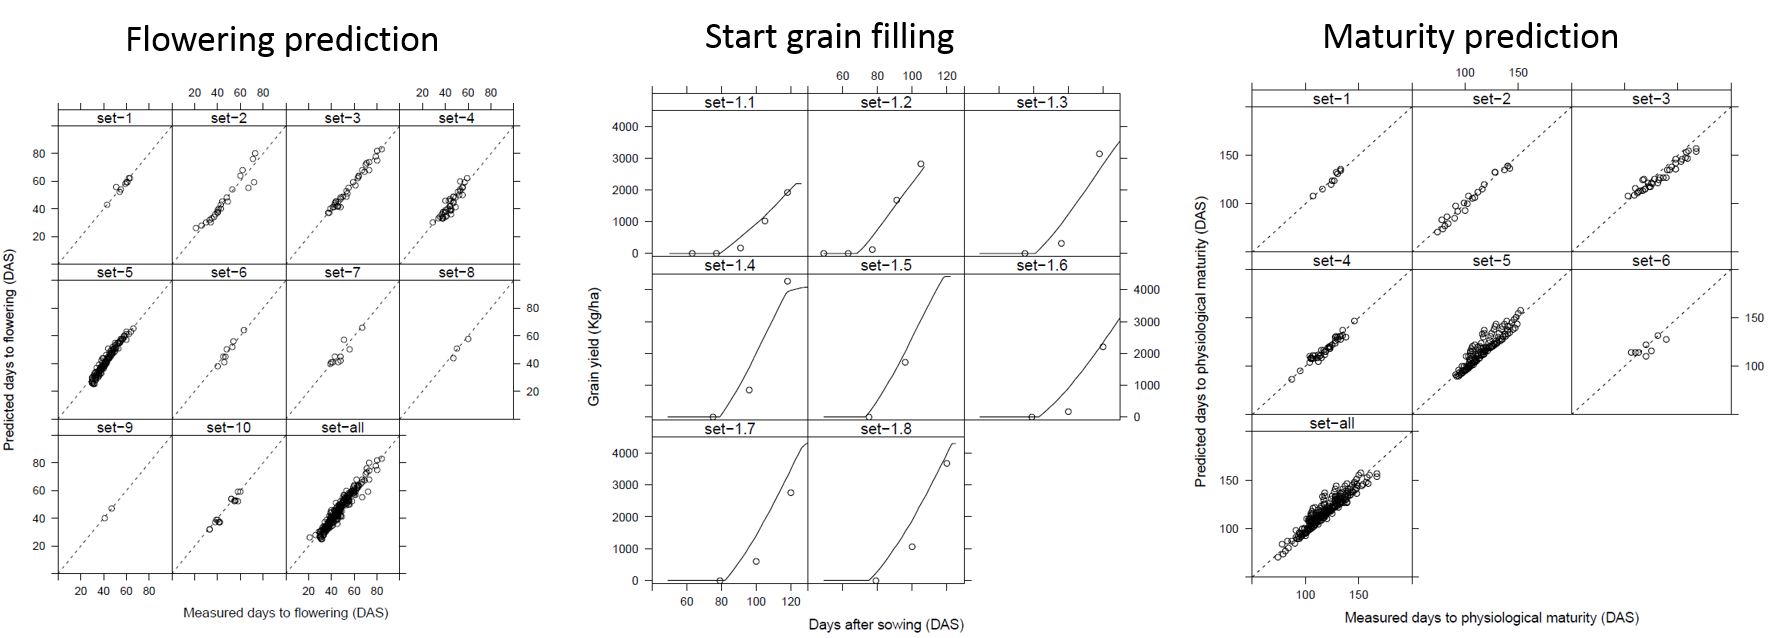 Flowering prediction
20 40 60 80 20 40 60 80
set-1 set-2 set-3 set-4
80
60
40
20
set-5 set-6 set-7 set-8
80
60
40
20
set-9 set-10 set-all
80
60
40
20
20 40 60 80 20 40 60 80
Predicted days to flowering (DAS)
Measured days to flowering (DAS)
Start grain filling
60 80 100 120
set-1.1 set-1.2 set-1.3
4000
3000
2000
1000
0
set-1.4 set-1.5 set-1.6
4000
3000
2000
1000
0
set-1.7 set-1.8
4000
3000
2000
1000
0
60 80 100 120
Grain yield (Kg/ha)
Days after sowing (DAS)
Maturity prediction
100 150
set-1 set-2 set-3
150
100
set-4 set-5 set-6
150
100
set-all
150
100
100 150
Predicted days to physiological maturity (DAS)
Measured days to physiological maturity (DAS)